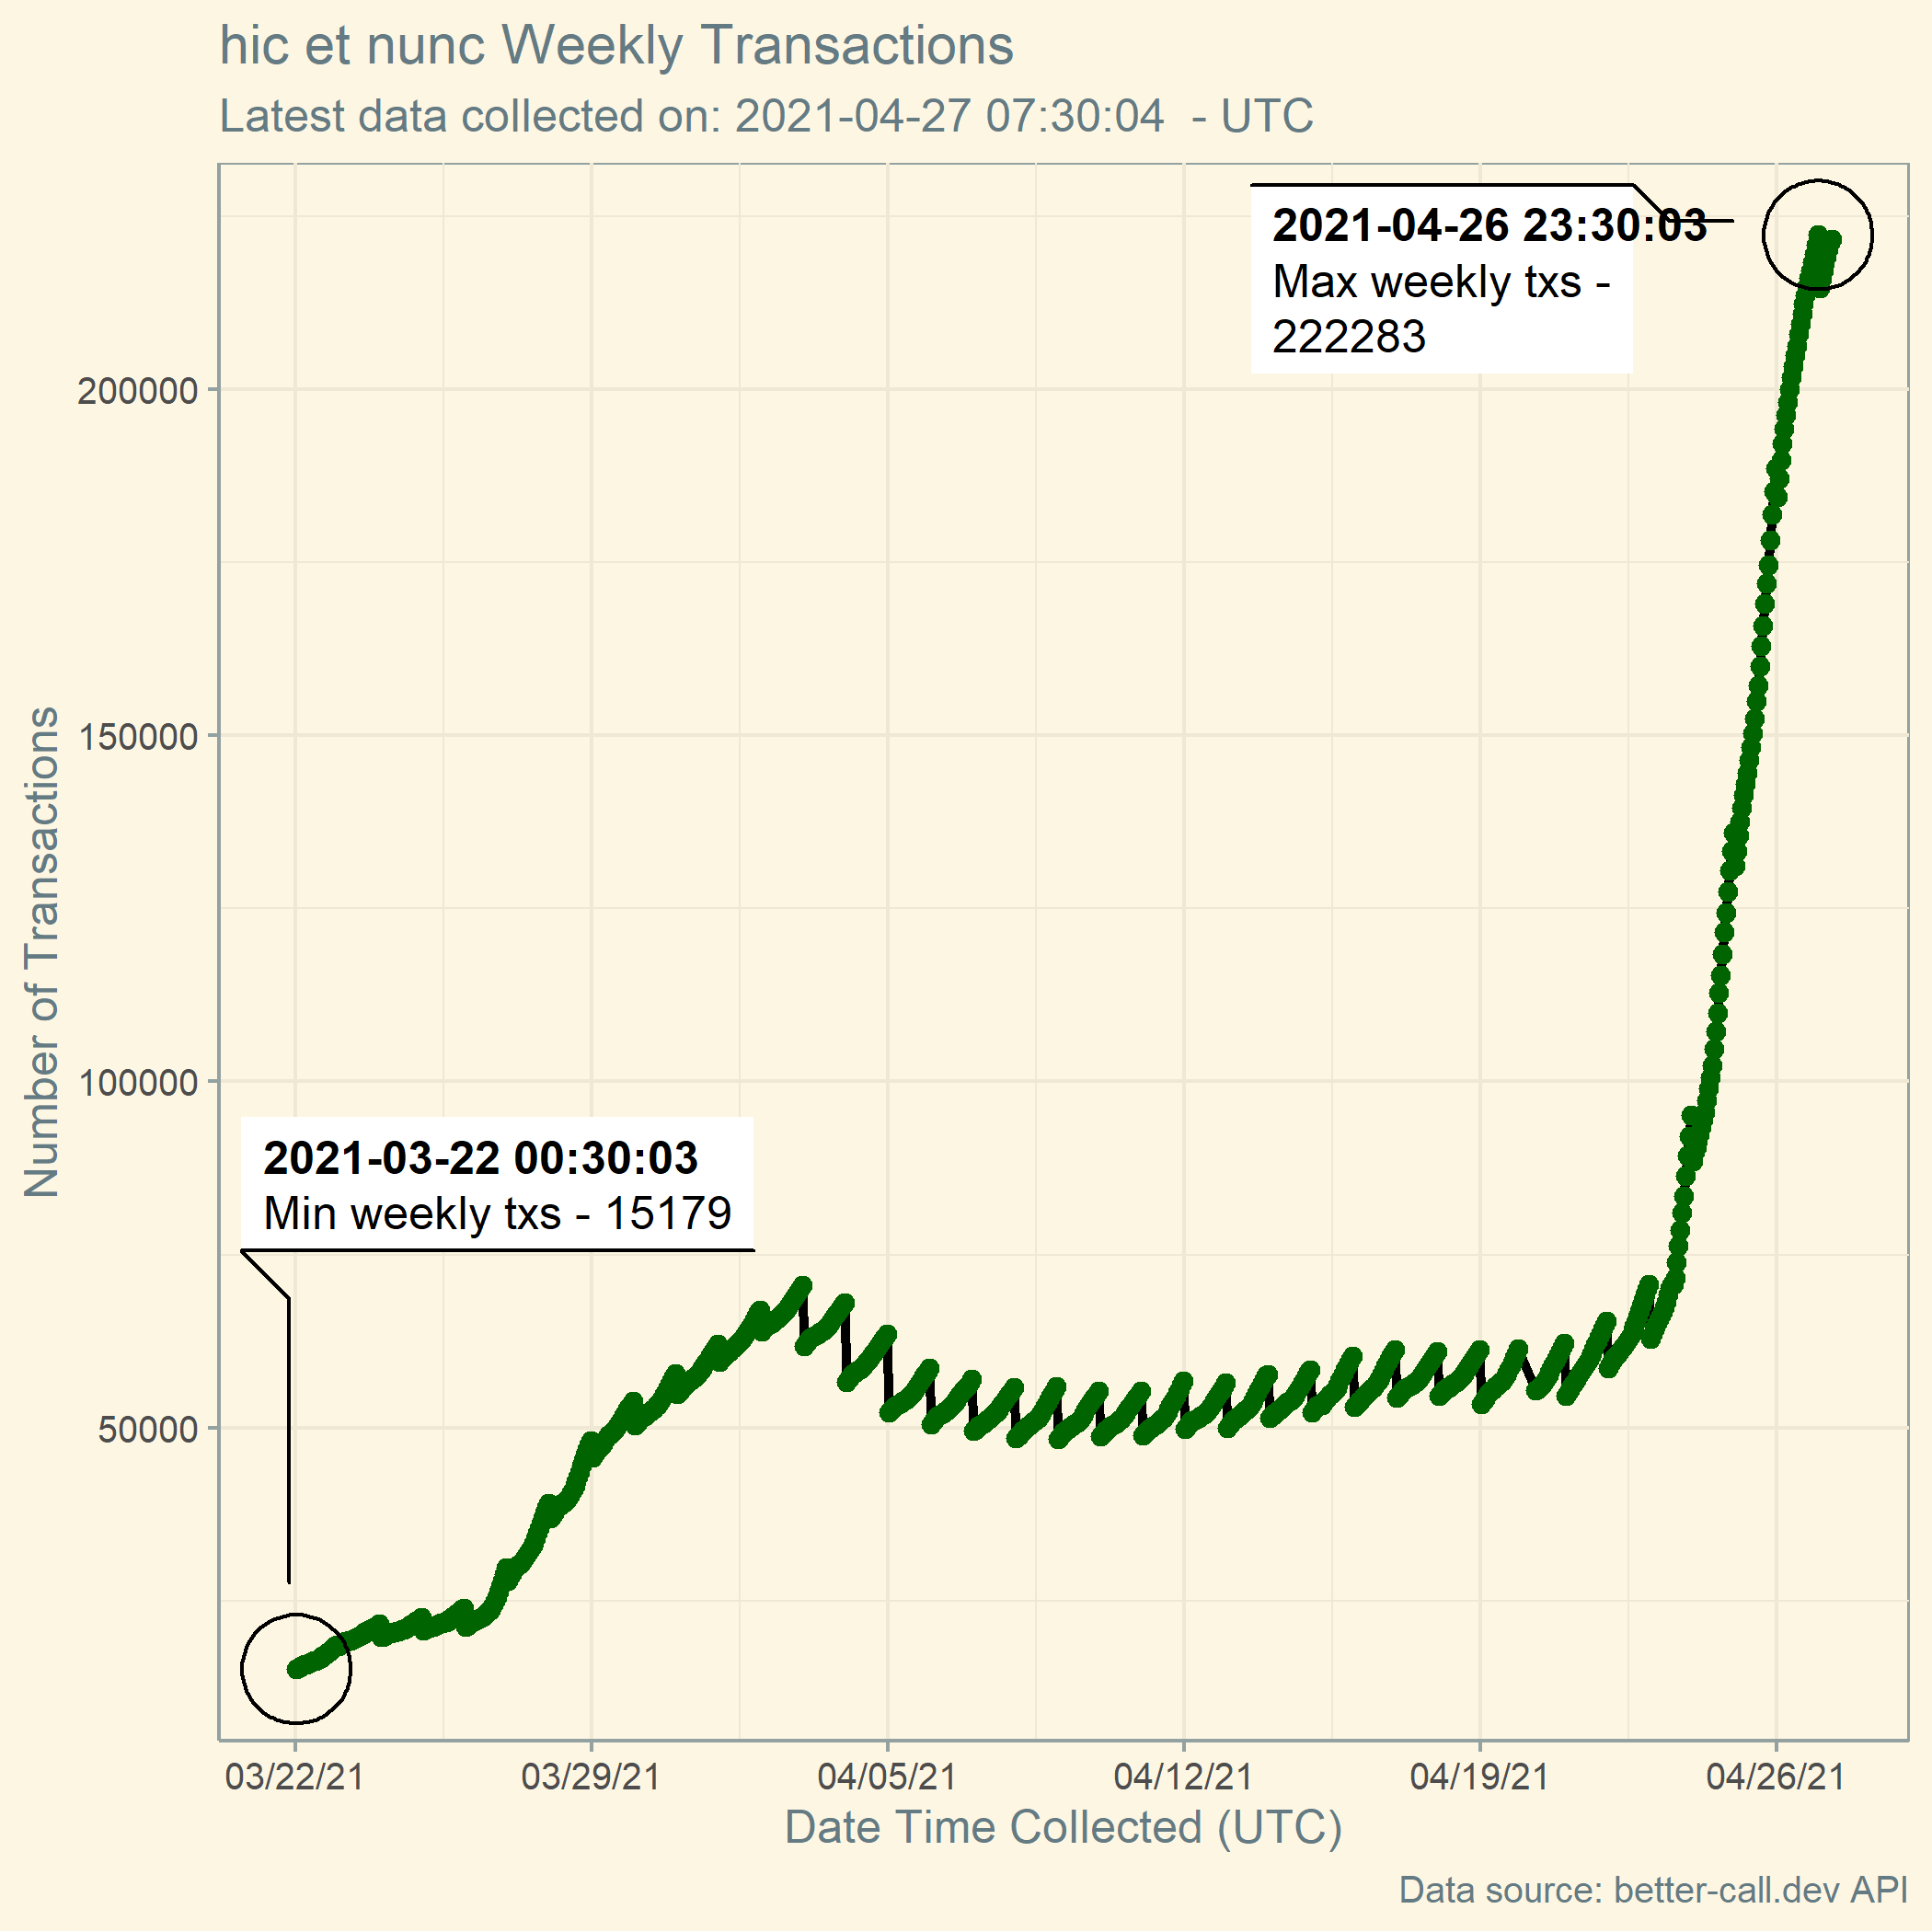 hic et nunc Weekly Transactions
Latest data collected on: 2021-04-27 07:30:04  - UTC
2021-04-26 23:30:03
Max weekly txs -
222283
200000
150000
100000
50000
Number of Transactions
2021-03-22 00:30:03
Min weekly txs - 15179
03/22/21 03/29/21 04/05/21 04/12/21 04/19/21 04/26/21
Date Time Collected (UTC)
Data source: better-call.dev API